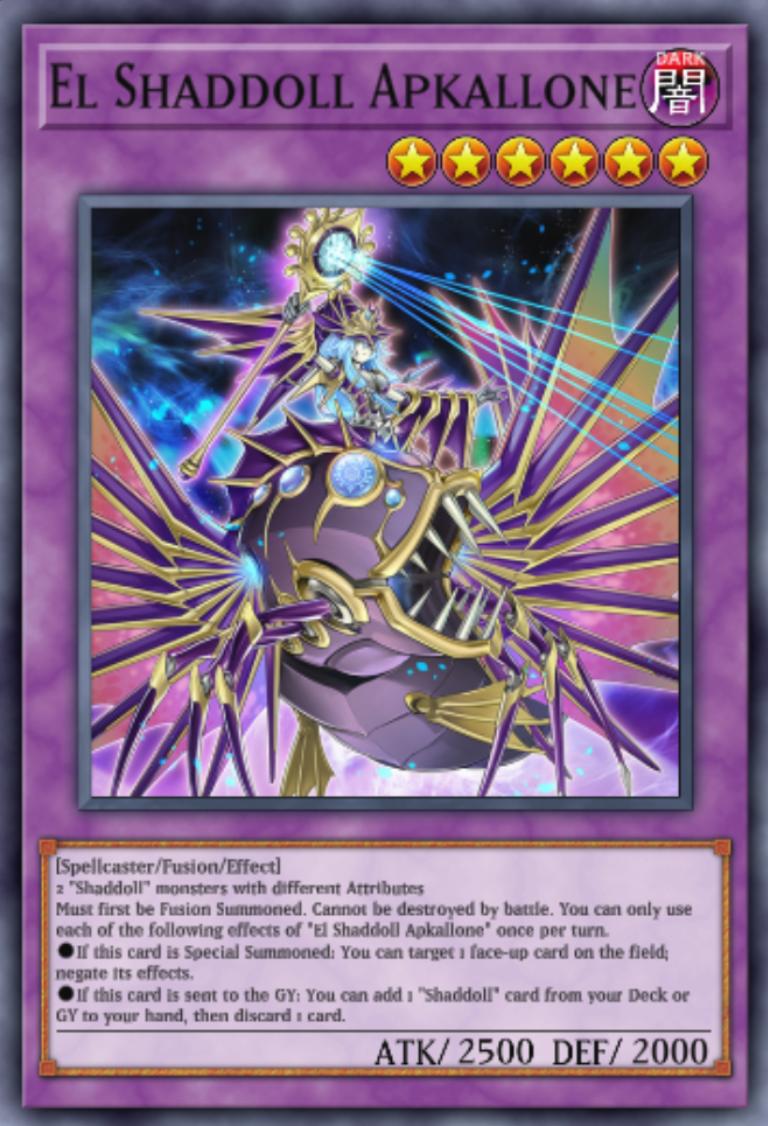 El Shaddoll Apkallone
DARK
闇
[Spellcaster/Fusion/Effect]
2 "Shaddoll" monsters with different Attributes
Must first be Fusion Summoned. Cannot be destroyed by battle. You can only use
each of the following effects of "El Shaddoll Apkallone" once per turn.
●If this card is Special Summoned: You can target 1 face-up card on the field;
negate its effects.
●If this card is sent to the GY: You can add 1 "Shaddoll" card from your Deck or
GY to your hand, then discard 1 card.
ATK/ 2500 DEF/ 2000